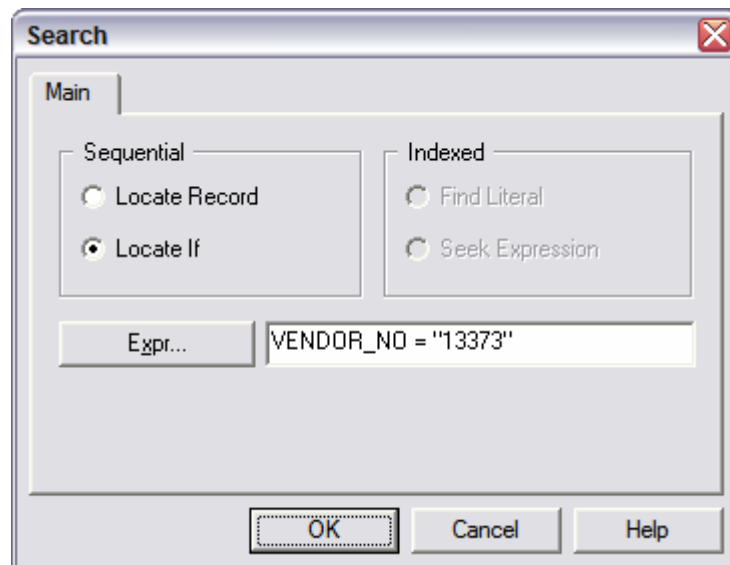 Search
Main
Sequential
Locate Record
Locate If
Indexed
Find Literal
Seek Expression
Expr...
VENDOR_NO = "13373"
OK
Cancel
Help